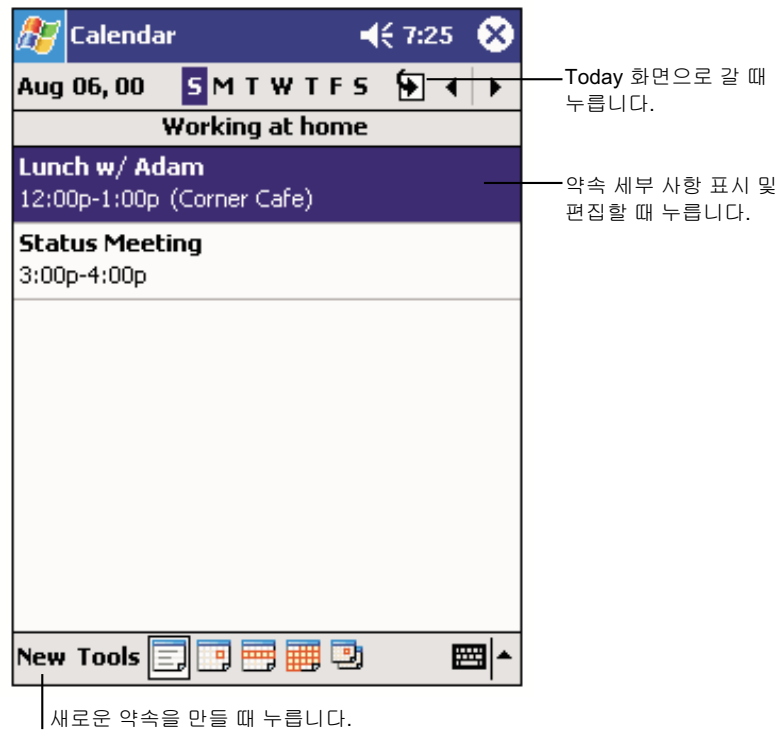 Calendar 7:25
Aug 06, 00 S M T W T F S
Today 화면으로 갈 때
누릅니다.
Working at home
Lunch w/ Adam
12:00p-1:00p (Corner Cafe)
약속 세부 사항 표시 및
편집할 때 누릅니다.
Status Meeting
3:00p-4:00p
New Tools
새로운 약속을 만들 때 누릅니다.